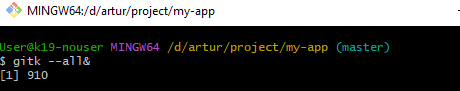 MINGW64:/d/artur/project/my-app
User@k19-nouser MINGW64 /d/artur/project/my-app (master)
$ gitk --all&
[1] 910